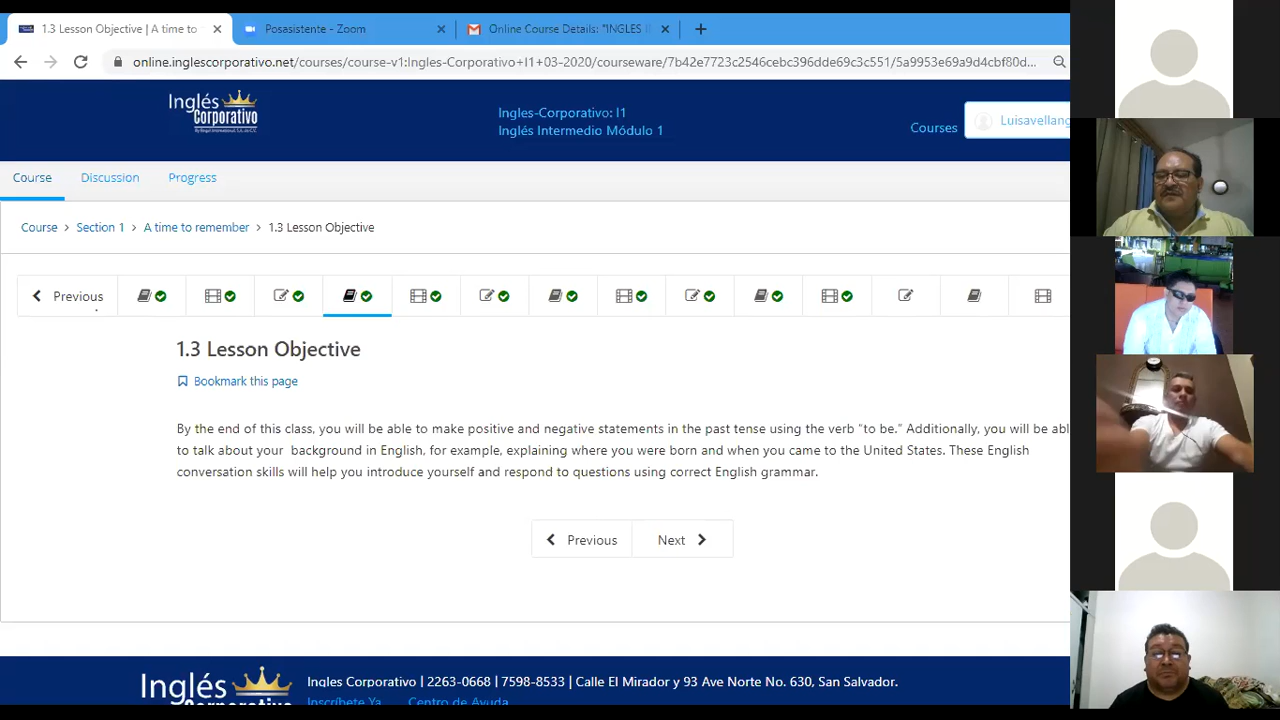 1.3 Lesson Objective | A time to
Posasistente - Zoom
Online Course Details: "INGLES I
online.inglescorporativo.net/courses/course-v1:Ingles-Corporativo+I1+03-2020/courseware/7b42e7723c2546cebc396dde69c3c551/5a9953e69a9d4cbf80d...
Inglés
Corporativo
Ingles-Corporativo: I1
Inglés Intermedio Módulo 1
Courses
Luisavellang
Course
Discussion
Progress
Course > Section 1 > A time to remember > 1.3 Lesson Objective
Previous
1.3 Lesson Objective
Bookmark this page
By the end of this class, you will be able to make positive and negative statements in the past tense using the verb “to be.” Additionally, you will be abl
to talk about your background in English, for example, explaining where you were born and when you came to the United States. These English
conversation skills will help you introduce yourself and respond to questions using correct English grammar.
Previous
Next
Inglés
Corporativo
Ingles Corporativo | 2263-0668 | 7598-8533 | Calle El Mirador y 93 Ave Norte No. 630, San Salvador.
Inscríbete Ya
Centro de Ayuda